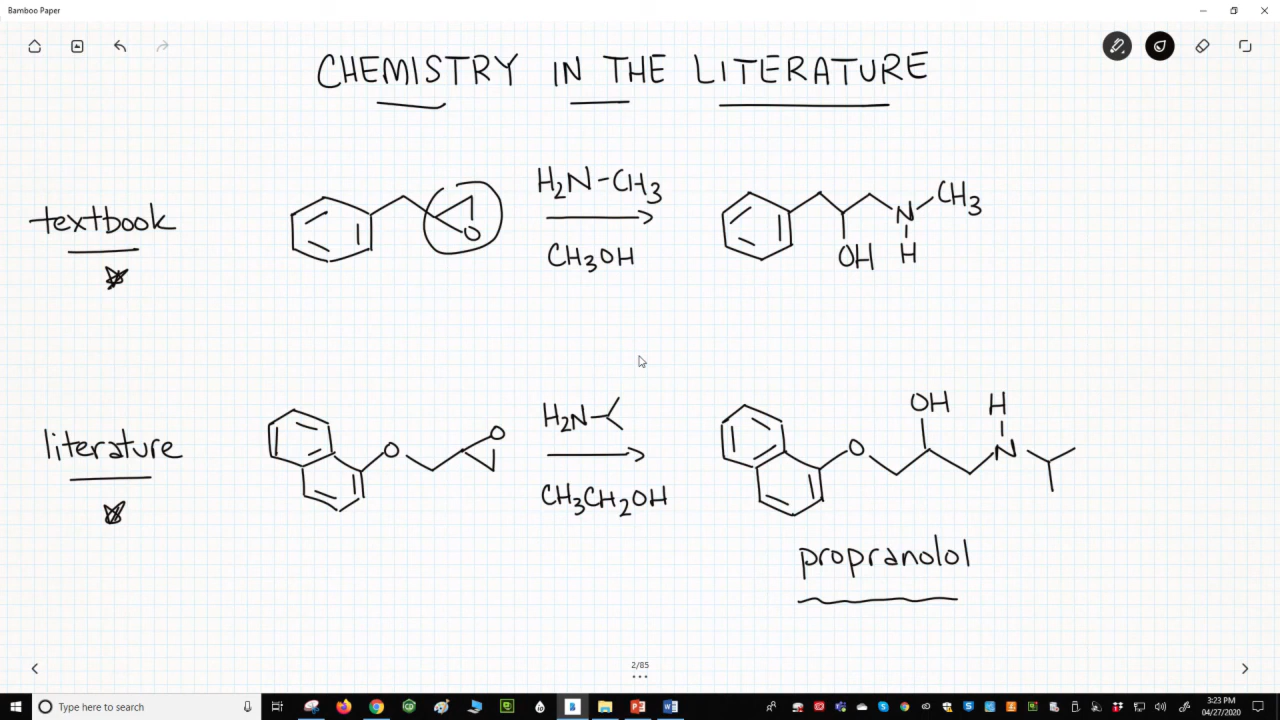 Bamboo Paper
CHEMISTRY IN THE LITERATURE
textbook
O
H2N-CH3
CH3OH
OH
N
H
CH3
literature
O
O
H2N
CH3CH2OH
O
OH
H
N
propranolol
2/85
Type here to search
3:23 PM
04/27/2020